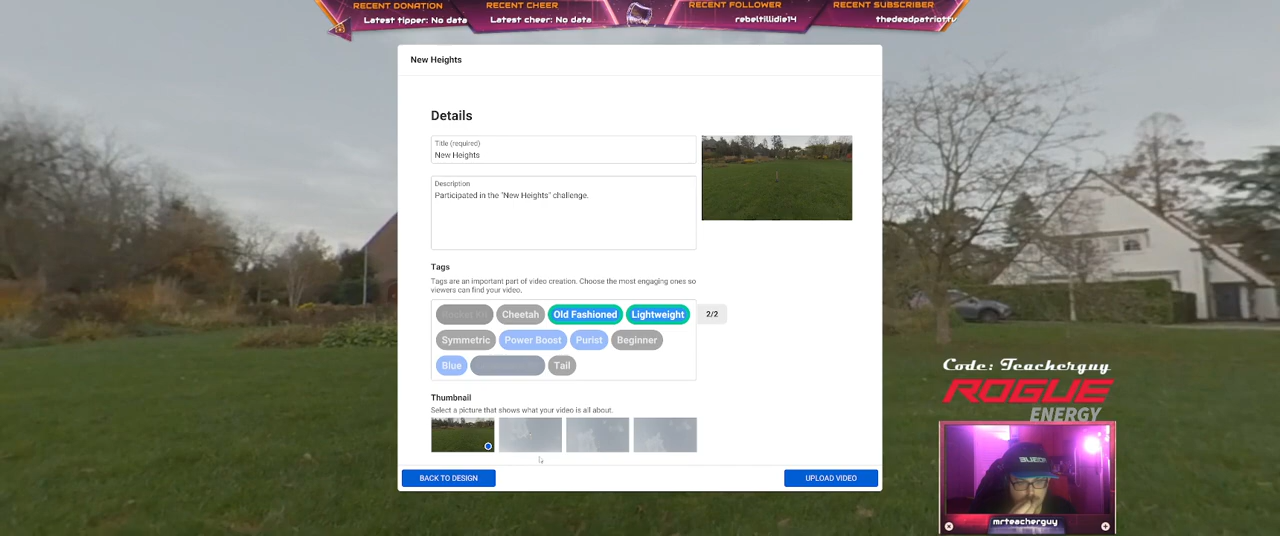 RECENT DONATION
Latest tipper: No data
RECENT CHEER
Latest cheer: No data
RECENT FOLLOWER
rebeltillidie14
RECENT SUBSCRIBER
thedeadpatriottv
New Heights
Details
Title (required)
New Heights
Description
Participated in the "New Heights" challenge.
Tags
Tags are an important part of video creation. Choose the most engaging ones so
viewers can find your video.
Rocket Kit Cheetah Old Fashioned Lightweight 2/2
Symmetric Power Boost Purist Beginner
Blue Tail
Thumbnail
Select a picture that shows what your video is all about.
BACK TO DESIGN
UPLOAD VIDEO
Code: Teacherguy
ROGUE
ENERGY
mrteacherguy